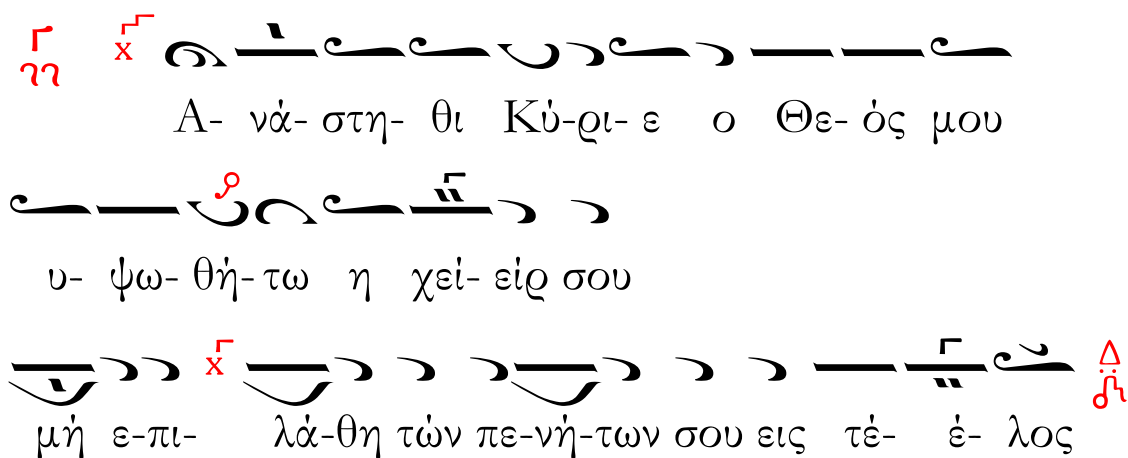 Α- νά- στη- θι Κύ-ρι- ε ο Θε- ός μου
υ- ψω- θή- τω η χεί- είρ σου
μή ε-πι- λά-θη τών πε-νή-των σου εις τέ- έ- λος